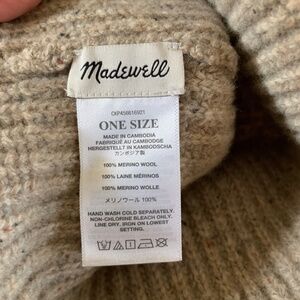 Madewell
CKP456616921
ONE SIZE
MADE IN CAMBODIA
FABRIQUÉ AU CAMBODGE
HERGESTELLT IN KAMBODSCHA
カンボジア製
100% MERINO WOOL
100% LAINE MÉRINOS
100% MERINO WOLLE
メリノウール 100%
HAND WASH COLD SEPARATELY.
NON-CHLORINE BLEACH ONLY.
LINE DRY, IRON ON LOWEST
SETTING.